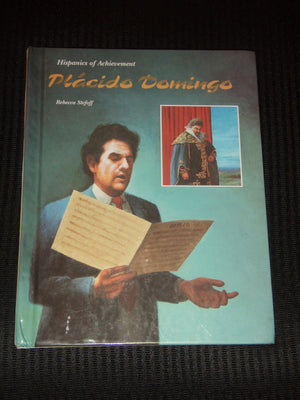 Hispanics of Achievement
Plácido Domingo
Rebecca Stefoff